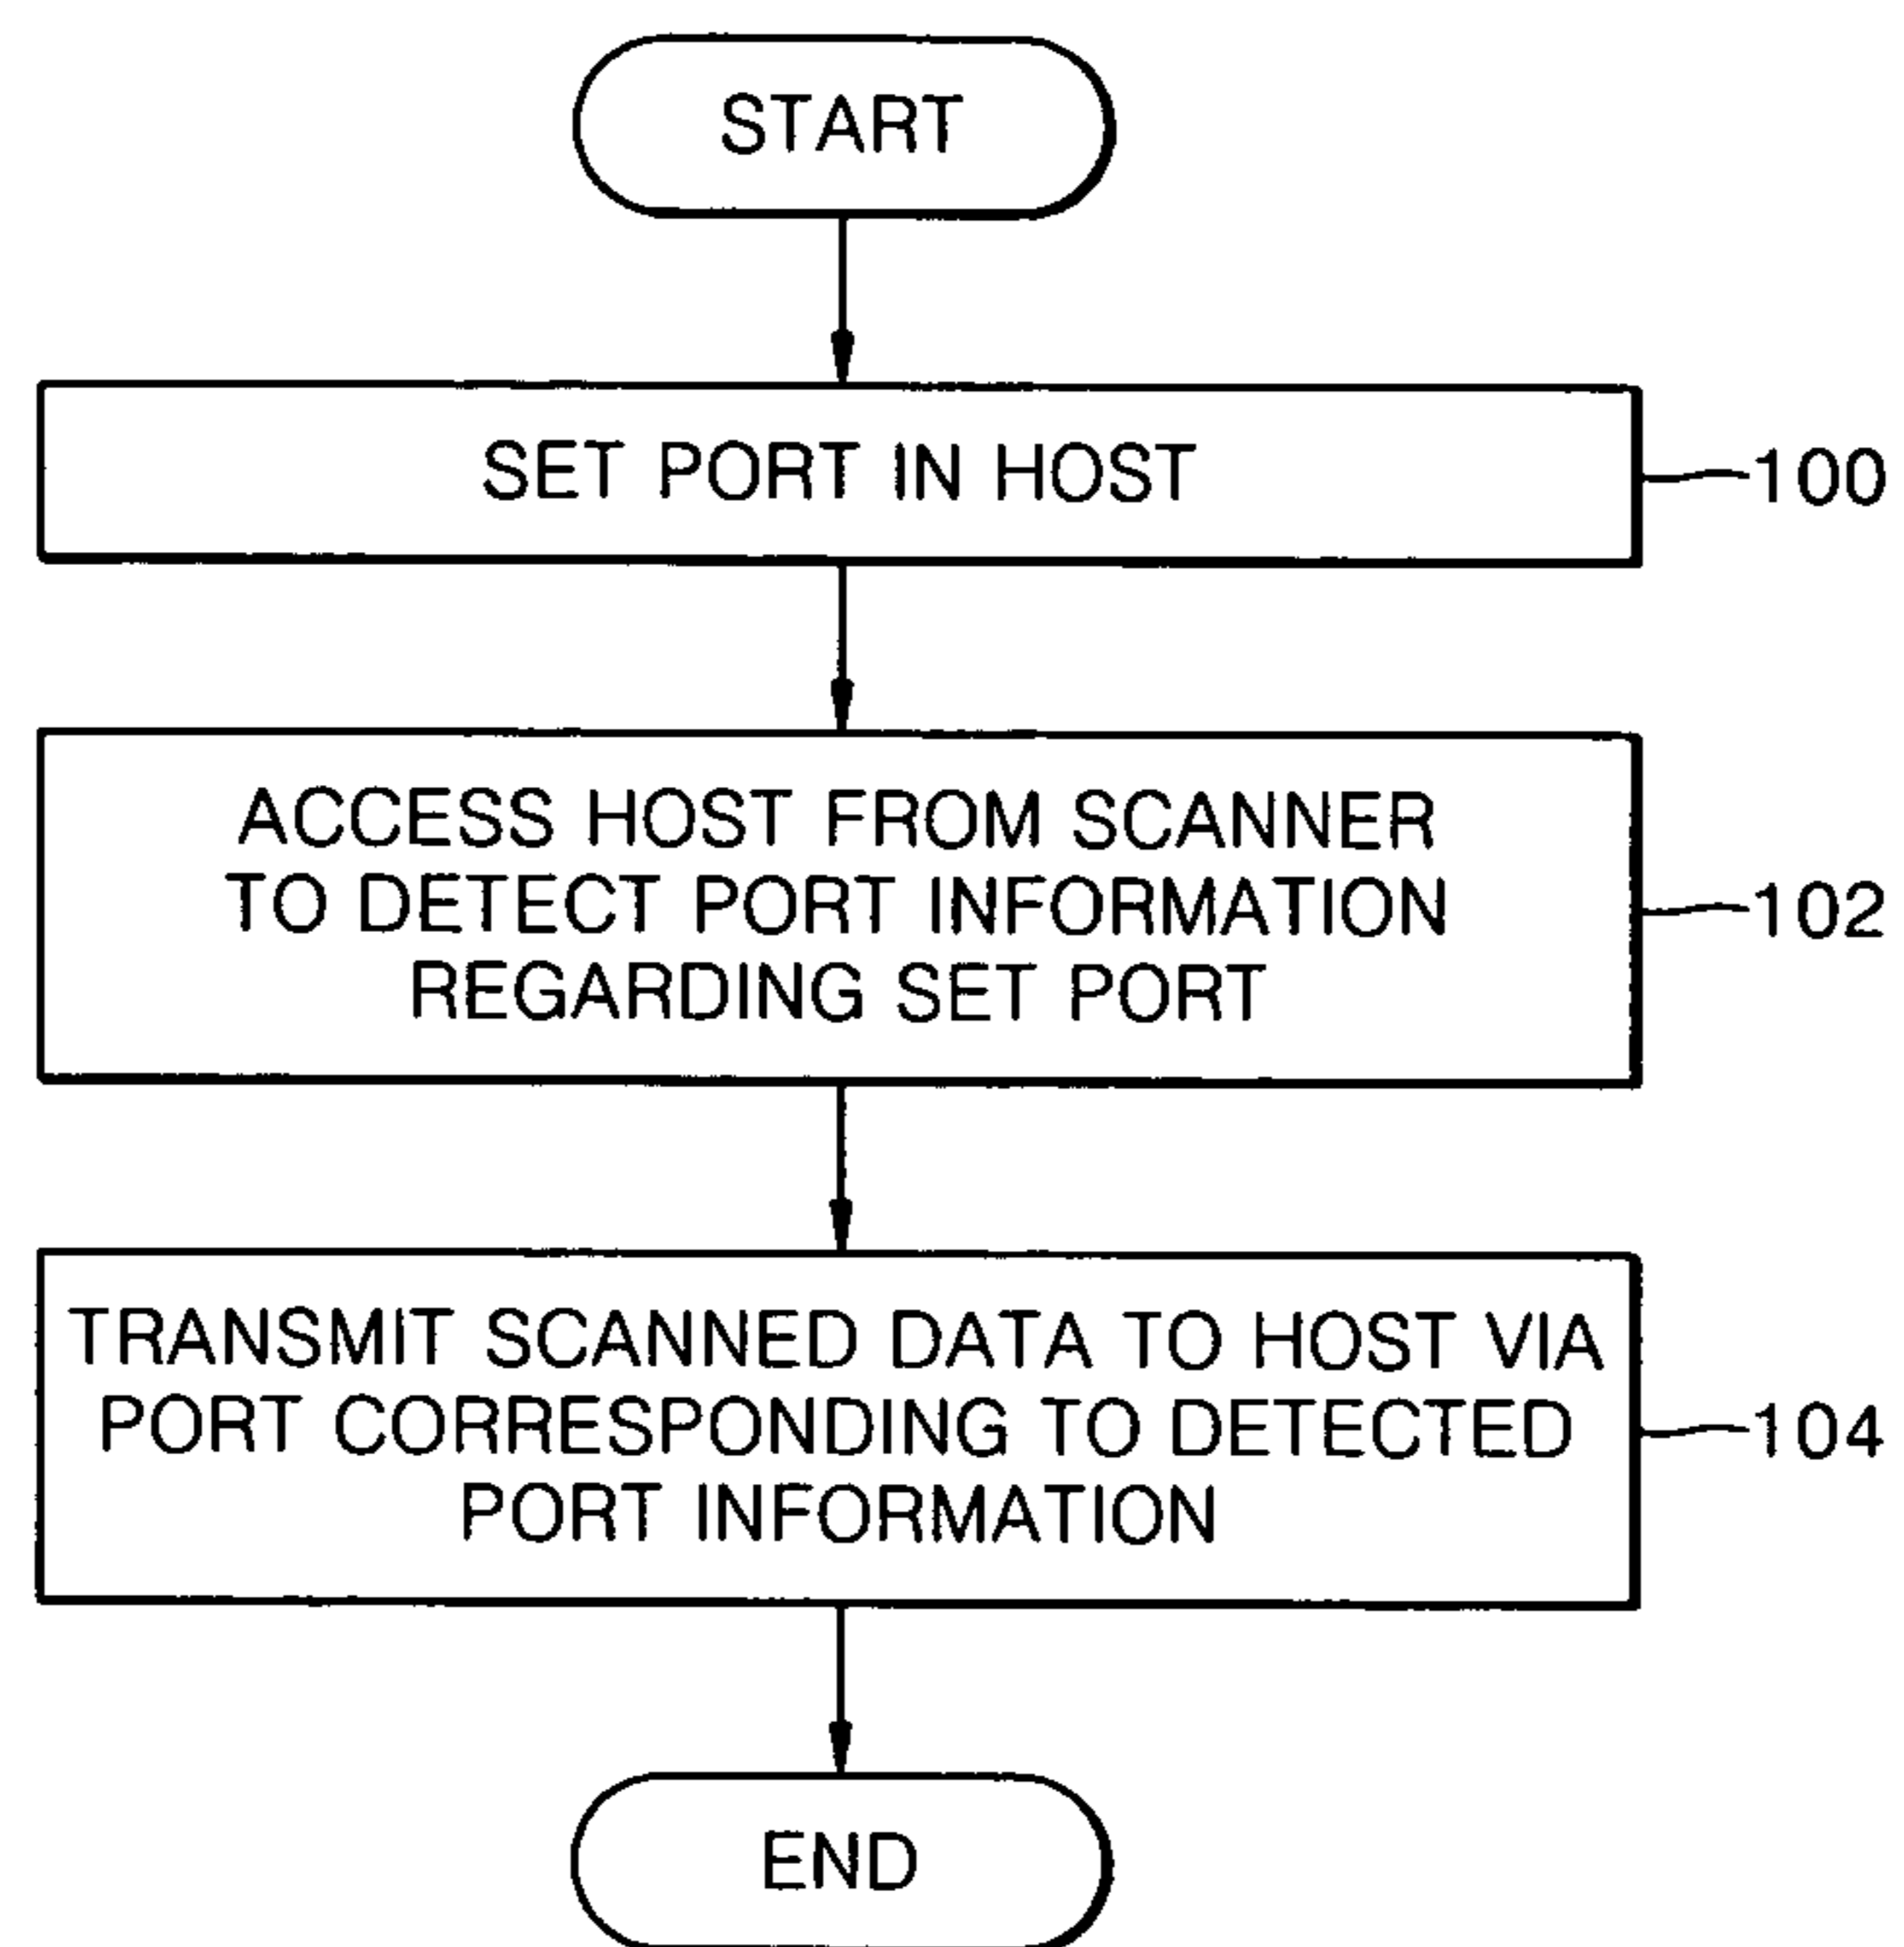 START
SET PORT IN HOST
100
ACCESS HOST FROM SCANNER
TO DETECT PORT INFORMATION
REGARDING SET PORT
102
TRANSMIT SCANNED DATA TO HOST VIA
PORT CORRESPONDING TO DETECTED
PORT INFORMATION
104
END